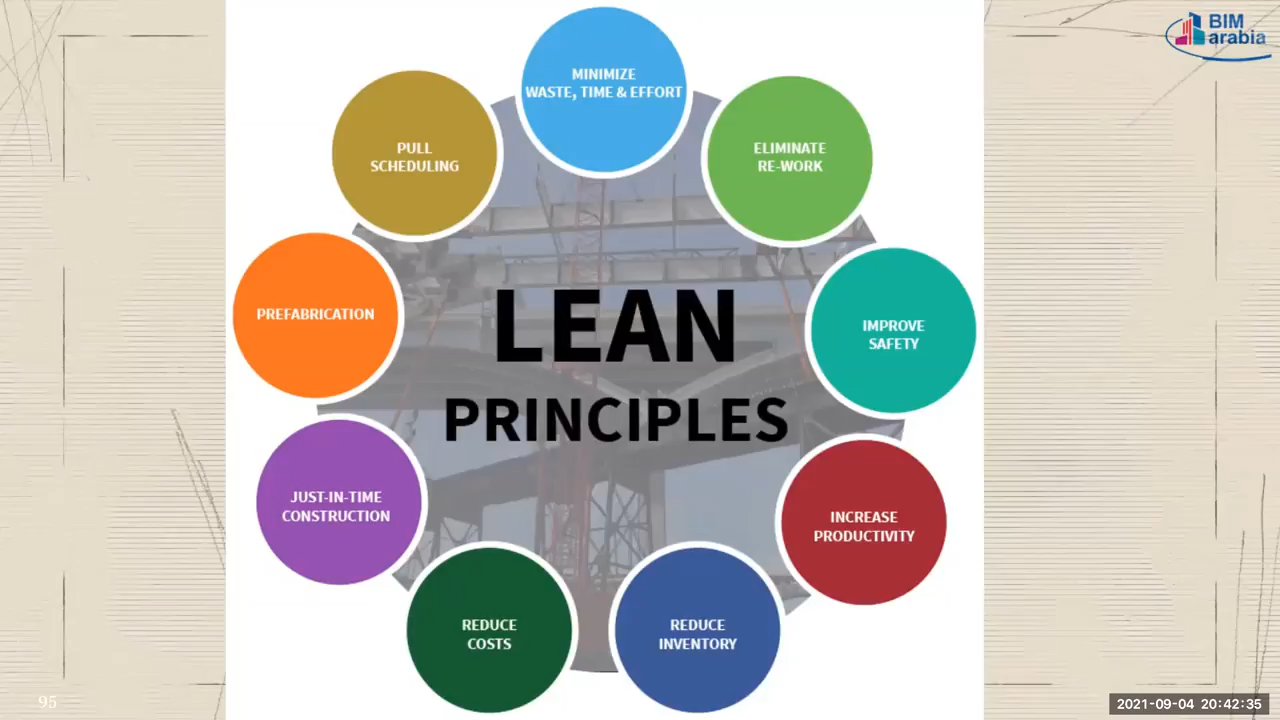 BIM
arabia
MINIMIZE
WASTE, TIME & EFFORT
PULL
SCHEDULING
ELIMINATE
RE-WORK
PREFABRICATION
IMPROVE
SAFETY
LEAN
PRINCIPLES
JUST-IN-TIME
CONSTRUCTION
INCREASE
PRODUCTIVITY
REDUCE
COSTS
REDUCE
INVENTORY
95
2021-09-04 20:42:35